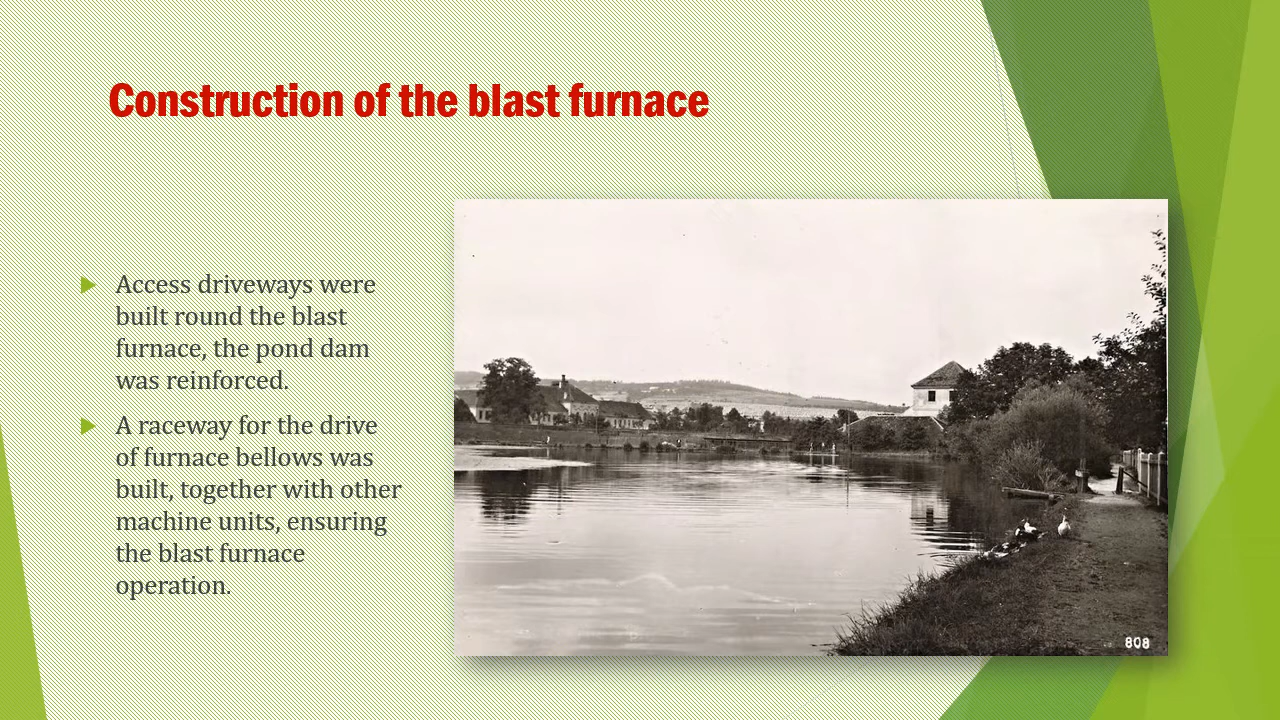 Construction of the blast furnace
Access driveways were
built round the blast
furnace, the pond dam
was reinforced.
A raceway for the drive
of furnace bellows was
built, together with other
machine units, ensuring
the blast furnace
operation.
808